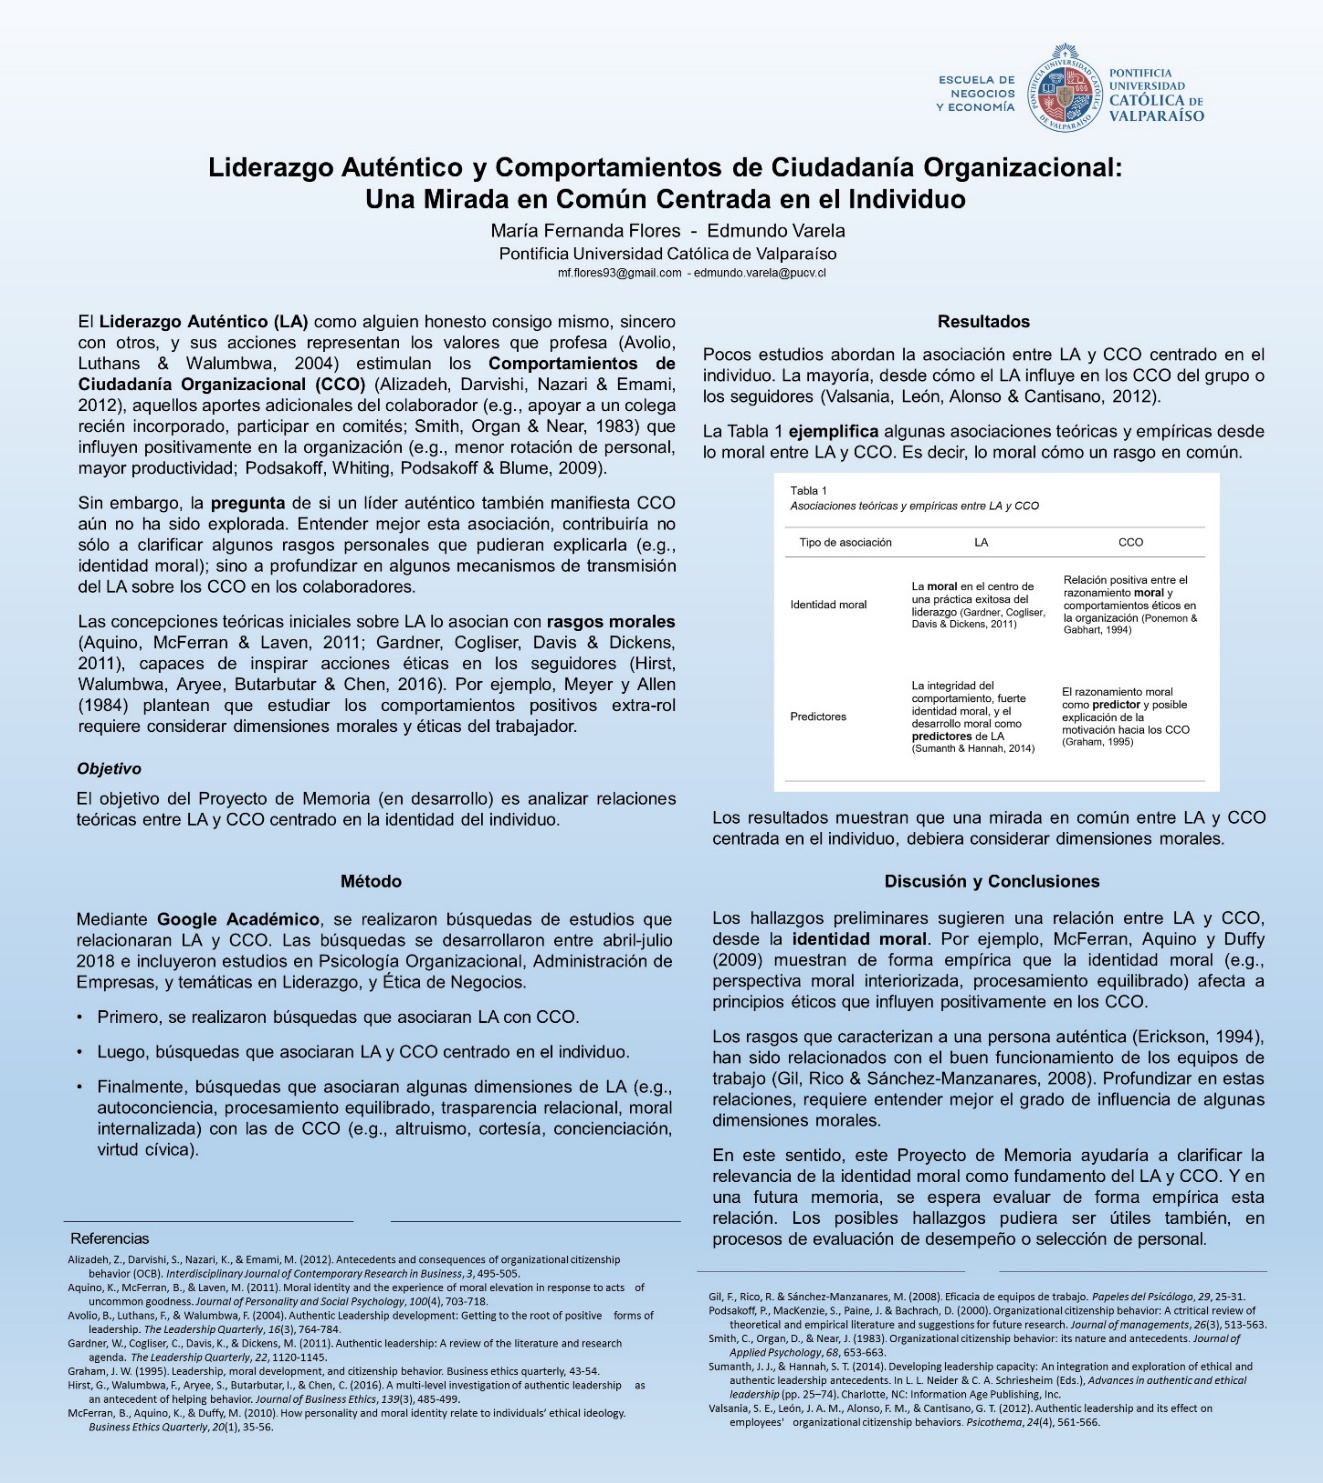 ESCUELA DE
NEGOCIOS
Y ECONOMÍA
PONTIFICIA
UNIVERSIDAD
CATÓLICA DE
VALPARAÍSO
Liderazgo Auténtico y Comportamientos de Ciudadanía Organizacional:
Una Mirada en Común Centrada en el Individuo
María Fernanda Flores - Edmundo Varela
Pontificia Universidad Católica de Valparaíso
mf.flores93@gmail.com - edmundo.varela@pucv.cl
El Liderazgo Auténtico (LA) como alguien honesto consigo mismo, sincero
con otros, y sus acciones representan los valores que profesa (Avolio,
Luthans & Walumbwa, 2004) estimulan los Comportamientos de
Ciudadanía Organizacional (CCO) (Alizadeh, Darvishi, Nazari & Emami,
2012), aquellos aportes adicionales del colaborador (e.g., apoyar a un colega
recién incorporado, participar en comités; Smith, Organ & Near, 1983) que
influyen positivamente en la organización (e.g., menor rotación de personal,
mayor productividad; Podsakoff, Whiting, Podsakoff & Blume, 2009).
Sin embargo, la pregunta de si un líder auténtico también manifiesta CCO
aún no ha sido explorada. Entender mejor esta asociación, contribuiría no
sólo a clarificar algunos rasgos personales que pudieran explicarla (e.g.,
identidad moral); sino a profundizar en algunos mecanismos de transmisión
del LA sobre los CCO en los colaboradores.
Las concepciones teóricas iniciales sobre LA lo asocian con rasgos morales
(Aquino, McFerran & Laven, 2011; Gardner, Cogliser, Davis & Dickens,
2011), capaces de inspirar acciones éticas en los seguidores (Hirst,
Walumbwa, Aryee, Butarbutar & Chen, 2016). Por ejemplo, Meyer y Allen
(1984) plantean que estudiar los comportamientos positivos extra-rol
requiere considerar dimensiones morales y éticas del trabajador.
Objetivo
El objetivo del Proyecto de Memoria (en desarrollo) es analizar relaciones
teóricas entre LA y CCO centrado en la identidad del individuo.
Método
Mediante Google Académico, se realizaron búsquedas de estudios que
relacionaran LA y CCO. Las búsquedas se desarrollaron entre abril-julio
2018 e incluyeron estudios en Psicología Organizacional, Administración de
Empresas, y temáticas en Liderazgo, y Ética de Negocios.
• Primero, se realizaron búsquedas que asociaran LA con CCO.
• Luego, búsquedas que asociaran LA y CCO centrado en el individuo.
• Finalmente, búsquedas que asociaran algunas dimensiones de LA (e.g.,
autoconciencia, procesamiento equilibrado, trasparencia relacional, moral
internalizada) con las de CCO (e.g., altruismo, cortesía, concienciación,
virtud cívica).
Referencias
Alizadeh, Z., Darvishi, S., Nazari, K., & Emami, M. (2012). Antecedents and consequences of organizational citizenship
behavior (OCB). Interdisciplinary Journal of Contemporary Research in Business, 3, 495-505.
Aquino, K., McFerran, B., & Laven, M. (2011). Moral identity and the experience of moral elevation in response to acts of
uncommon goodness. Journal of Personality and Social Psychology, 100(4), 703-718.
Avolio, B., Luthans, F., & Walumbwa, F. (2004). Authentic Leadership development: Getting to the root of positive forms of
leadership. The Leadership Quarterly, 16(3), 764-784.
Gardner, W., Cogliser, C., Davis, K., & Dickens, M. (2011). Authentic leadership: A review of the literature and research
agenda. The Leadership Quarterly, 22, 1120-1145.
Graham, J. W. (1995). Leadership, moral development, and citizenship behavior. Business ethics quarterly, 43-54.
Hirst, G., Walumbwa, F., Aryee, S., Butarbutar, I., & Chen, C. (2016). A multi-level investigation of authentic leadership as
an antecedent of helping behavior. Journal of Business Ethics, 139(3), 485-499.
McFerran, B., Aquino, K., & Duffy, M. (2010). How personality and moral identity relate to individuals' ethical ideology.
Business Ethics Quarterly, 20(1), 35-56.
Resultados
Pocos estudios abordan la asociación entre LA y CCO centrado en el
individuo. La mayoría, desde cómo el LA influye en los CCO del grupo o
los seguidores (Valsania, León, Alonso & Cantisano, 2012).
La Tabla 1 ejemplifica algunas asociaciones teóricas y empíricas desde
lo moral entre LA y CCO. Es decir, lo moral cómo un rasgo en común.
Tabla 1
Asociaciones teóricas y empíricas entre LA y CCO
Tipo de asociación LA CCO
Identidad moral
La moral en el centro de
una práctica exitosa del
liderazgo (Gardner, Cogliser,
Davis & Dickens, 2011)
Relación positiva entre el
razonamiento moral y
comportamientos éticos en
la organización (Ponemon &
Gabhart, 1994)
Predictores
La integridad del
comportamiento, fuerte
identidad moral, y el
desarrollo moral como
predictores de LA
(Sumanth & Hannah, 2014)
El razonamiento moral
como predictor y posible
explicación de la
motivación hacia los CCO
(Graham, 1995)
Los resultados muestran que una mirada en común entre LA y CCO
centrada en el individuo, debiera considerar dimensiones morales.
Discusión y Conclusiones
Los hallazgos preliminares sugieren una relación entre LA y CCO,
desde la identidad moral. Por ejemplo, McFerran, Aquino y Duffy
(2009) muestran de forma empírica que la identidad moral (e.g.,
perspectiva moral interiorizada, procesamiento equilibrado) afecta a
principios éticos que influyen positivamente en los CCO.
Los rasgos que caracterizan a una persona auténtica (Erickson, 1994),
han sido relacionados con el buen funcionamiento de los equipos de
trabajo (Gil, Rico & Sánchez-Manzanares, 2008). Profundizar en estas
relaciones, requiere entender mejor el grado de influencia de algunas
dimensiones morales.
En este sentido, este Proyecto de Memoria ayudaría a clarificar la
relevancia de la identidad moral como fundamento del LA y CCO. Y en
una futura memoria, se espera evaluar de forma empírica esta
relación. Los posibles hallazgos pudiera ser útiles también, en
procesos de evaluación de desempeño o selección de personal.
Gil, F., Rico, R. & Sánchez-Manzanares, M. (2008). Eficacia de equipos de trabajo. Papeles del Psicólogo, 29, 25-31.
Podsakoff, P., MacKenzie, S., Paine, J. & Bachrach, D. (2000). Organizational citizenship behavior: A ctritical review of
theoretical and empirical literature and suggestions for future research. Journal of managements, 26(3), 513-563.
Smith, C., Organ, D., & Near, J. (1983). Organizational citizenship behavior: its nature and antecedents. Journal of
Applied Psychology, 68, 653-663.
Sumanth, J. J., & Hannah, S. T. (2014). Developing leadership capacity: An integration and exploration of ethical and
authentic leadership antecedents. In L. L. Neider & C. A. Schriesheim (Eds.), Advances in authentic and ethical
leadership (pp. 25–74). Charlotte, NC: Information Age Publishing, Inc.
Valsania, S. E., León, J. A. M., Alonso, F. M., & Cantisano, G. T. (2012). Authentic leadership and its effect on
employees' organizational citizenship behaviors. Psicothema, 24(4), 561-566.